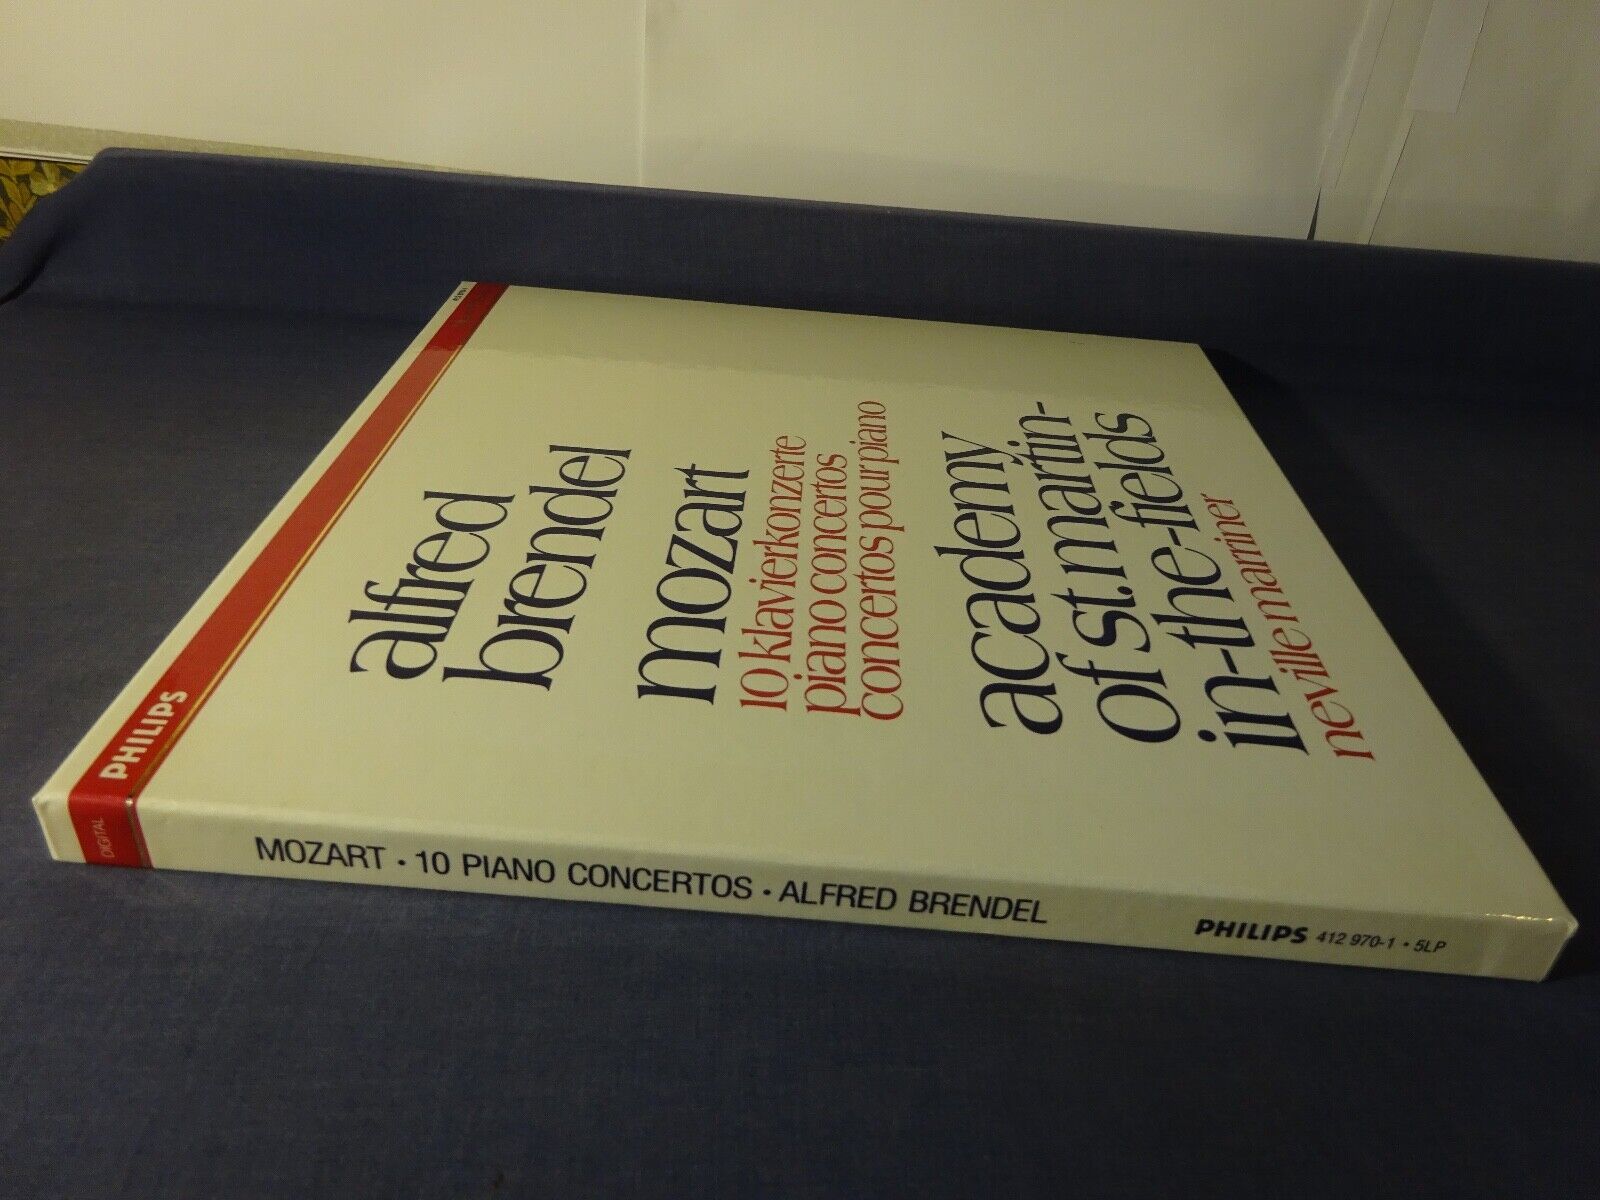 PHILIPS
alfred
brendel
mozart
10 klavierkonzerte
piano concertos
concertos pour piano
academy
of st. martin-
in-the-fields
neville marriner
DIGITAL
MOZART • 10 PIANO CONCERTOS • ALFRED BRENDEL
PHILIPS 412 970-1 • 5LP